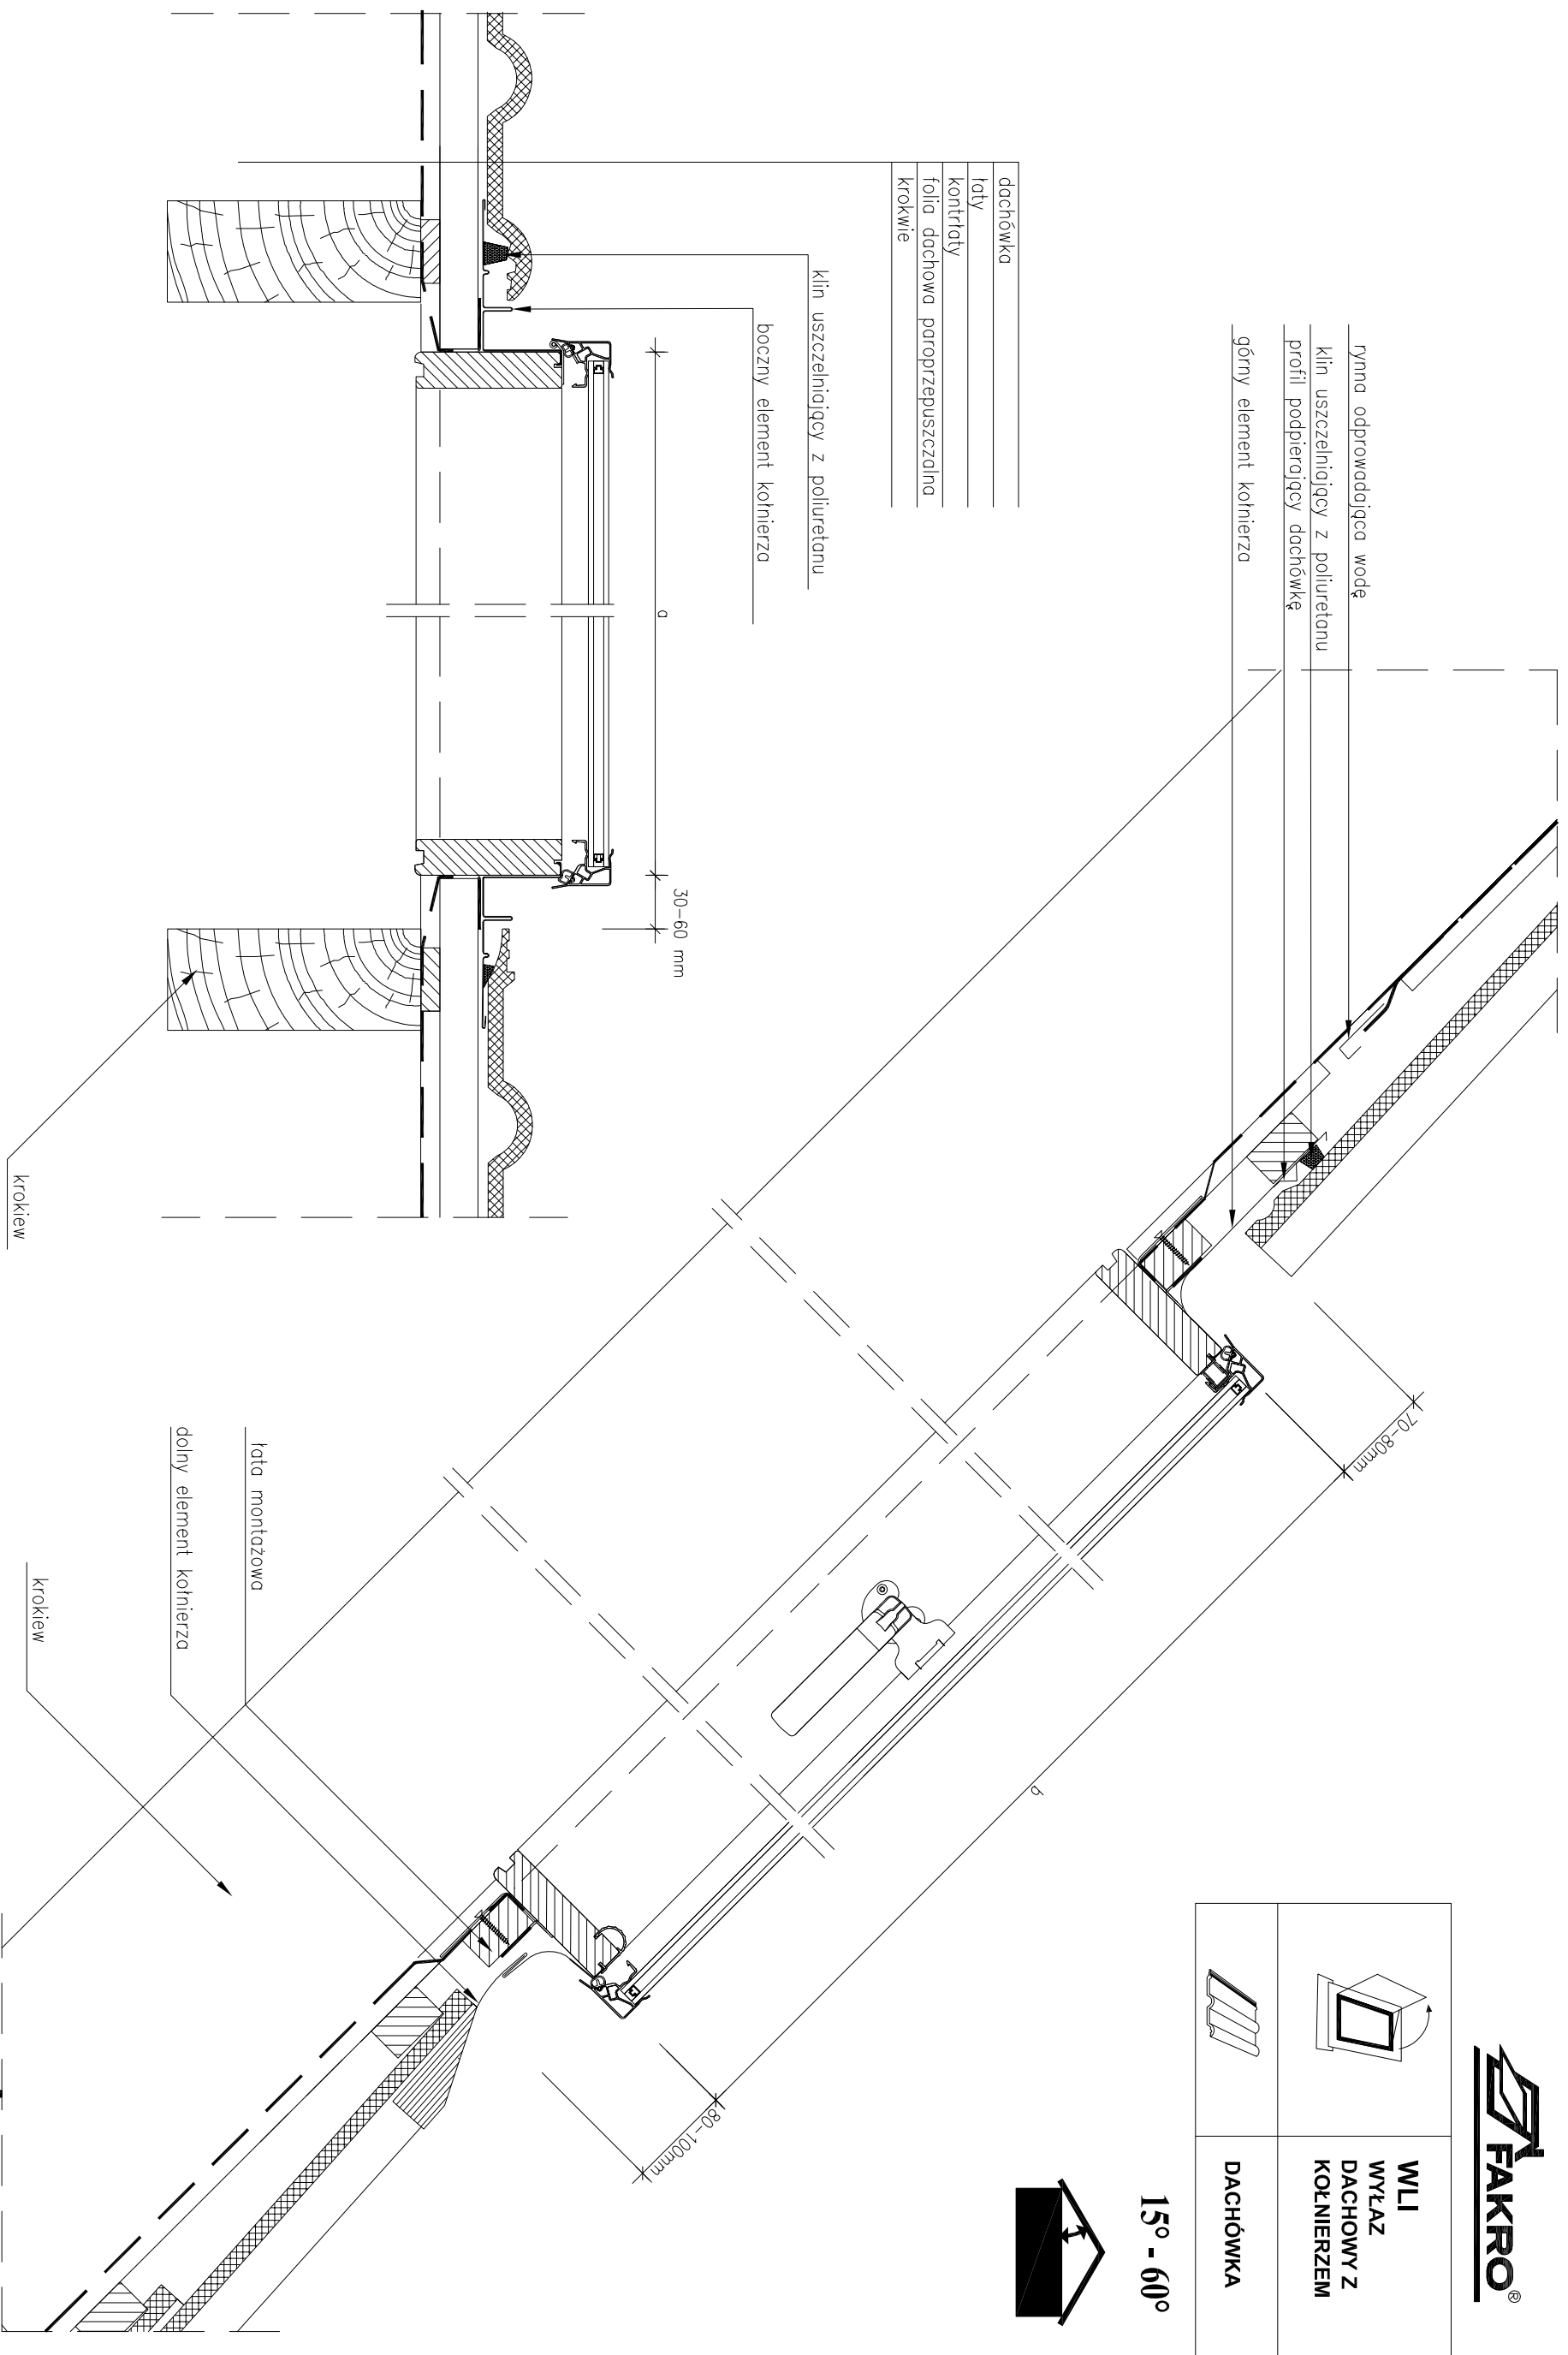 FAKRO®
WLI
WYŁAZ
DACHOWY Z
KOŁNIERZEM
DACHÓWKA
15° - 60°
rynna odprowadzająca wodę
klin uszczelniający z poliuretanu
profil podpierający dachówkę
górny element kołnierza
dachówka
łaty
kontrłaty
folia dachowa paroprzepuszczalna
krokwie
klin uszczelniający z poliuretanu
boczny element kołnierza
a
30-60 mm
krokiew
70-80mm
b
80-100mm
łata montażowa
dolny element kołnierza
krokiew